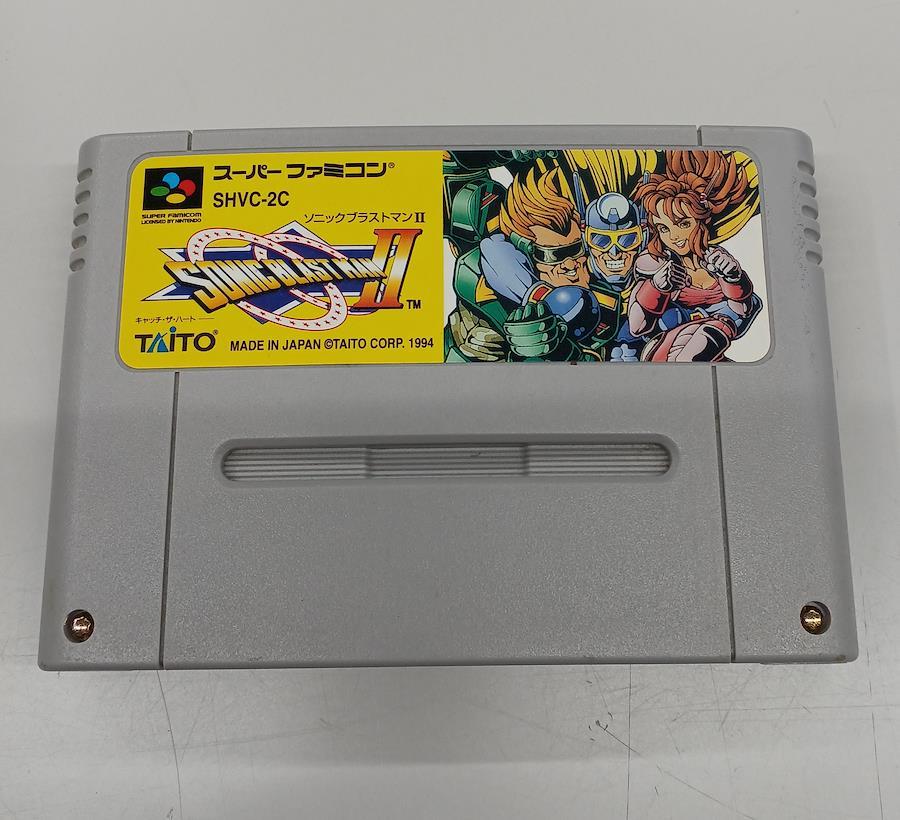 スーパーファミコン®
SHVC-2C
SUPER FAMICOM
LICENSED BY NINTENDO
ソニックブラストマンⅡ
SONIC BLAST MAN II™
キャッチ・ザ・ハート
TAITO
MADE IN JAPAN ©TAITO CORP. 1994